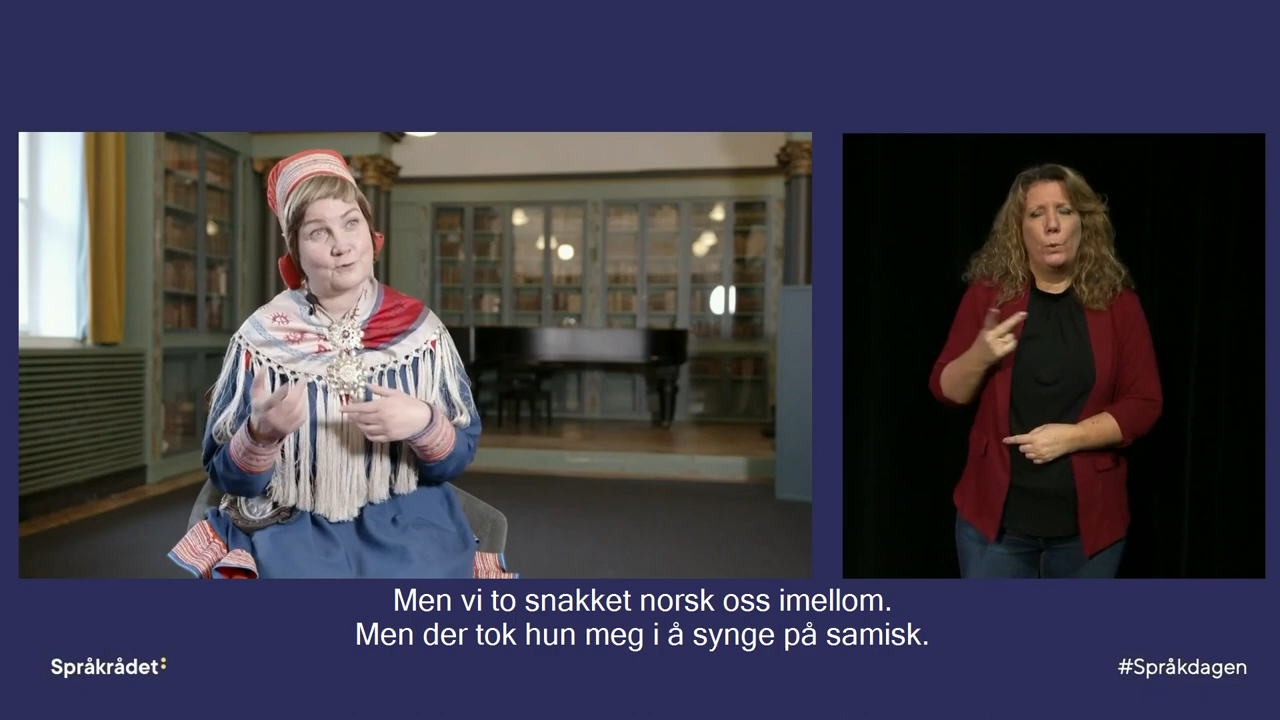 Men vi to snakket norsk oss imellom.
Men der tok hun meg i å synge på samisk.
Språkrådet:
#Språkdagen